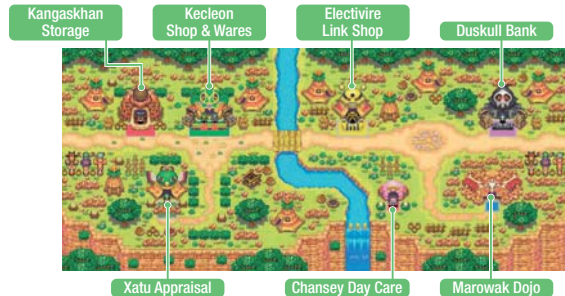 Kangaskhan
Storage
Kecleon
Shop & Wares
Electivire
Link Shop
Duskull Bank
Xatu Appraisal
Chansey Day Care
Marowak Dojo